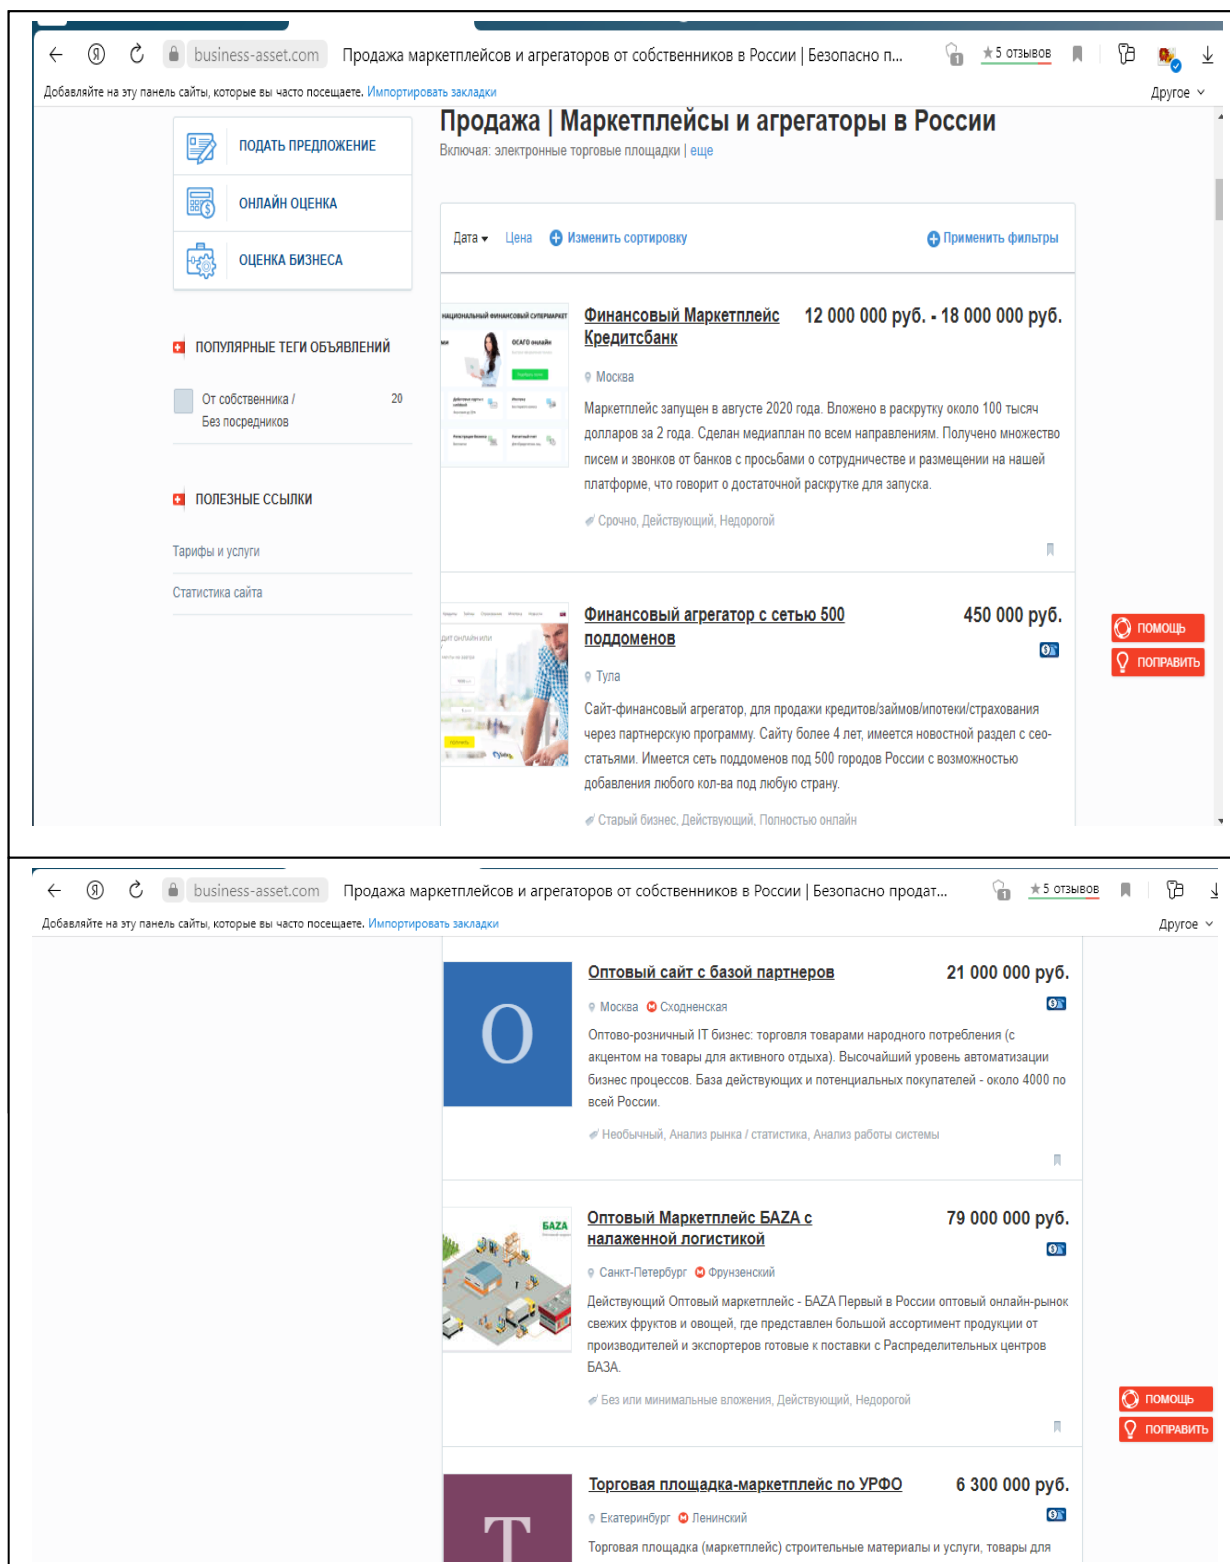 business-asset.com Продажа маркетплейсов и агрегаторов от собственников в России | Безопасно п... 1 ★ 5 отзывов
Добавляйте на эту панель сайты, которые вы часто посещаете. Импортировать закладки Другое
ПОДАТЬ ПРЕДЛОЖЕНИЕ
ОНЛАЙН ОЦЕНКА
ОЦЕНКА БИЗНЕСА
ПОПУЛЯРНЫЕ ТЕГИ ОБЪЯВЛЕНИЙ
От собственника / 20
Без посредников
ПОЛЕЗНЫЕ ССЫЛКИ
Тарифы и услуги
Статистика сайта
Продажа | Маркетплейсы и агрегаторы в России
Включая: электронные торговые площадки | еще
Дата Цена Изменить сортировку Применить фильтры
НАЦИОНАЛЬНЫЙ ФИНАНСОВЫЙ СУПЕРМАРКЕТ
ОСАГО онлайн
Финансовый Маркетплейс 12 000 000 руб. - 18 000 000 руб.
Кредитсбанк
Москва
Маркетплейс запущен в августе 2020 года. Вложено в раскрутку около 100 тысяч
долларов за 2 года. Сделан медиаплан по всем направлениям. Получено множество
писем и звонков от банков с просьбами о сотрудничестве и размещении на нашей
платформе, что говорит о достаточной раскрутке для запуска.
Срочно, Действующий, Недорогой
Финансовый агрегатор с сетью 500 450 000 руб.
поддоменов
Тула
Сайт-финансовый агрегатор, для продажи кредитов/займов/ипотеки/страхования
через партнерскую программу. Сайту более 4 лет, имеется новостной раздел с сео-
статьями. Имеется сеть поддоменов под 500 городов России с возможностью
добавления любого кол-ва под любую страну.
Старый бизнес, Действующий, Полностью онлайн
ПОМОЩЬ
ПОПРАВИТЬ
business-asset.com Продажа маркетплейсов и агрегаторов от собственников в России | Безопасно продат... 1 ★ 5 отзывов
Добавляйте на эту панель сайты, которые вы часто посещаете. Импортировать закладки Другое
О
Оптовый сайт с базой партнеров 21 000 000 руб.
Москва Сходненская
Оптово-розничный IT бизнес: торговля товарами народного потребления (с
акцентом на товары для активного отдыха). Высочайший уровень автоматизации
бизнес процессов. База действующих и потенциальных покупателей - около 4000 по
всей России.
Необычный, Анализ рынка / статистика, Анализ работы системы
БАZА
Оптовый Маркетплейс БАZА с 79 000 000 руб.
налаженной логистикой
Санкт-Петербург Фрунзенский
Действующий Оптовый маркетплейс - БАZА Первый в России оптовый онлайн-рынок
свежих фруктов и овощей, где представлен большой ассортимент продукции от
производителей и экспортеров готовые к поставки с Распределительных центров
БАЗА.
Без или минимальные вложения, Действующий, Недорогой
ПОМОЩЬ
ПОПРАВИТЬ
Т
Торговая площадка-маркетплейс по УРФО 6 300 000 руб.
Екатеринбург Ленинский
Торговая площадка (маркетплейс) строительные материалы и услуги, товары для